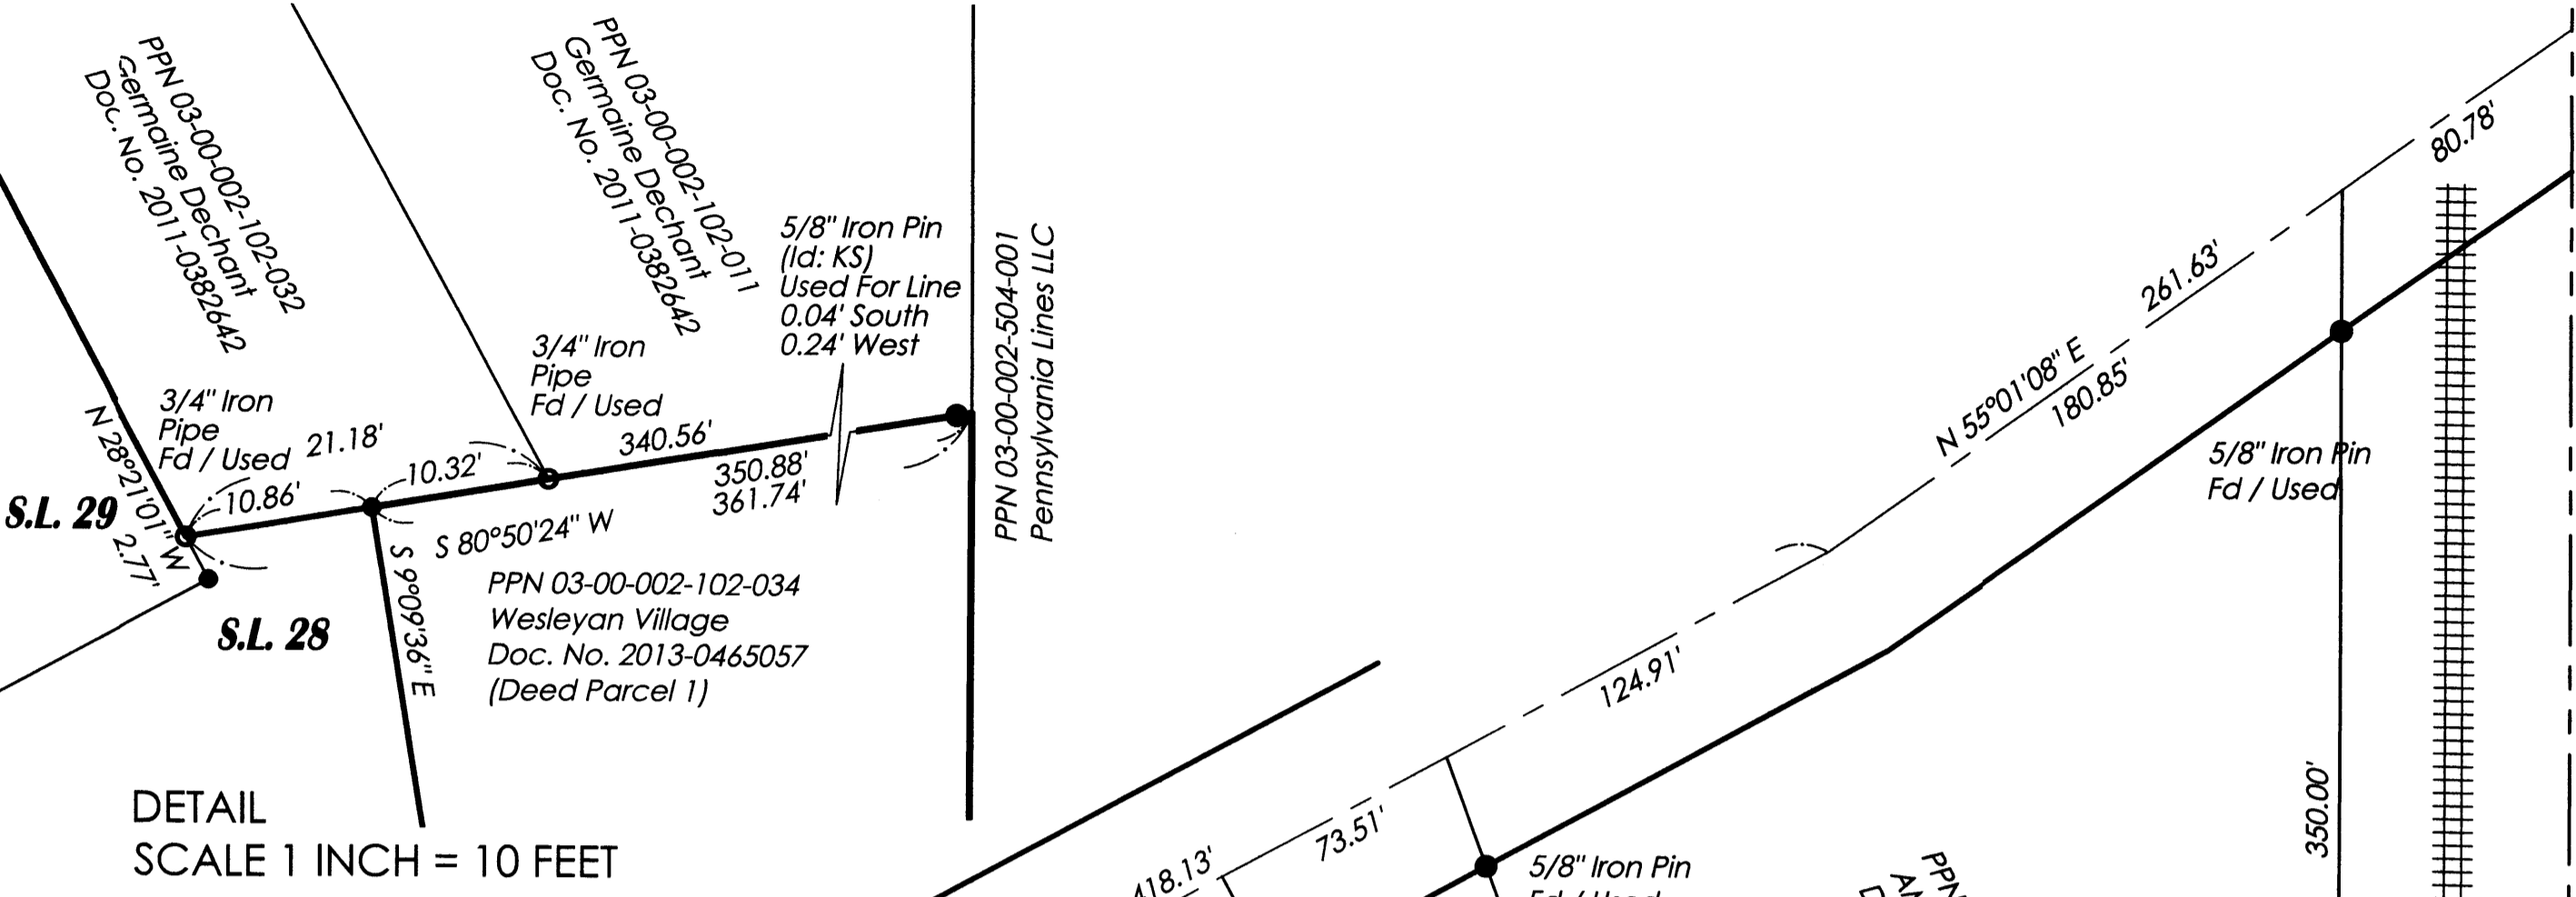 PPN 03-00-002-102-032
Germaine Dechant
Doc. No. 2011-0382642
PPN 03-00-002-102-011
Germaine Dechant
Doc. No. 2011-0382642
5/8" Iron Pin
(Id: KS)
Used For Line
0.04' South
0.24' West
PPN 03-00-002-504-001
Pennsylvania Lines LLC
3/4" Iron
Pipe
Fd / Used
3/4" Iron
Pipe
Fd / Used
N 28°21'01" W
2.77'
21.18'
10.86'
10.32'
340.56'
350.88'
361.74'
S 80°50'24" W
S 9°09'36" E
S.L. 29
S.L. 28
PPN 03-00-002-102-034
Wesleyan Village
Doc. No. 2013-0465057
(Deed Parcel 1)
DETAIL
SCALE 1 INCH = 10 FEET
80.78'
261.63'
N 55°01'08" E
180.85'
5/8" Iron Pin
Fd / Used
124.91'
73.51'
418.13'
5/8" Iron Pin
Fd / Used
350.00'
PPN